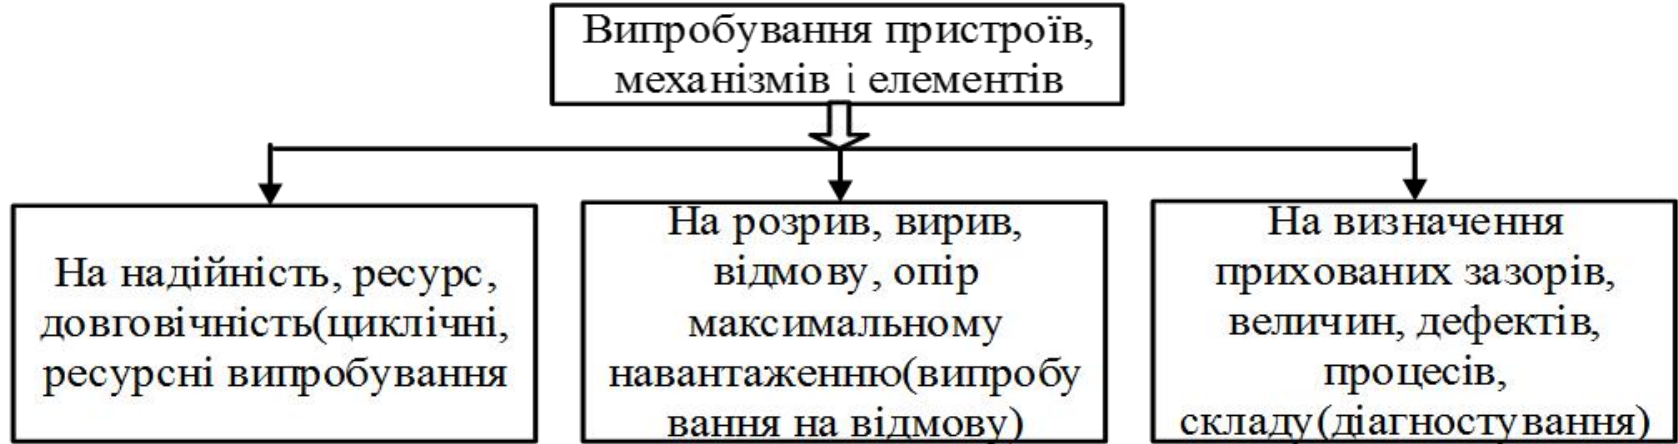 Випробування пристроїв,
механізмів і елементів
На надійність, ресурс,
довговічність(циклічні,
ресурсні випробування
На розрив, вирив,
відмову, опір
максимальному
навантаженню(випробу
вання на відмову)
На визначення
прихованих зазорів,
величин, дефектів,
процесів,
складу(діагностування)